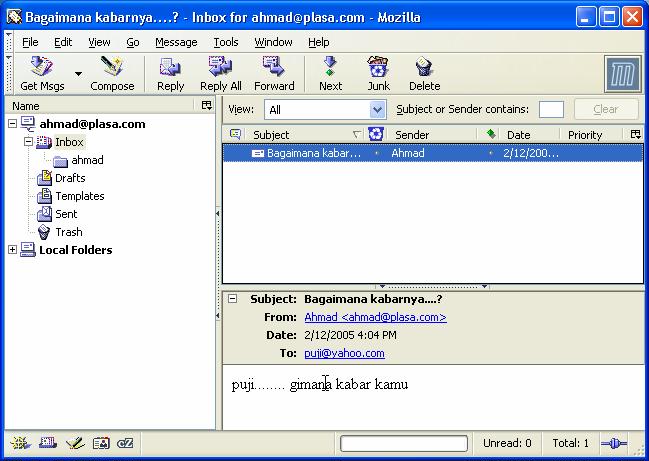 Bagaimana kabarnya....? - Inbox for ahmad@plasa.com - Mozilla
File Edit View Go Message Tools Window Help
Get Msgs Compose Reply Reply All Forward Next Junk Delete
Name
View: All Subject or Sender contains: Clear
ahmad@plasa.com
Inbox
ahmad
Drafts
Templates
Sent
Trash
Local Folders
Subject Sender Date Priority
Bagaimana kabar... Ahmad 2/12/200...
Subject: Bagaimana kabarnya....?
From: Ahmad <ahmad@plasa.com>
Date: 2/12/2005 4:04 PM
To: puji@yahoo.com
puji........ gimana kabar kamu
Unread: 0 Total: 1